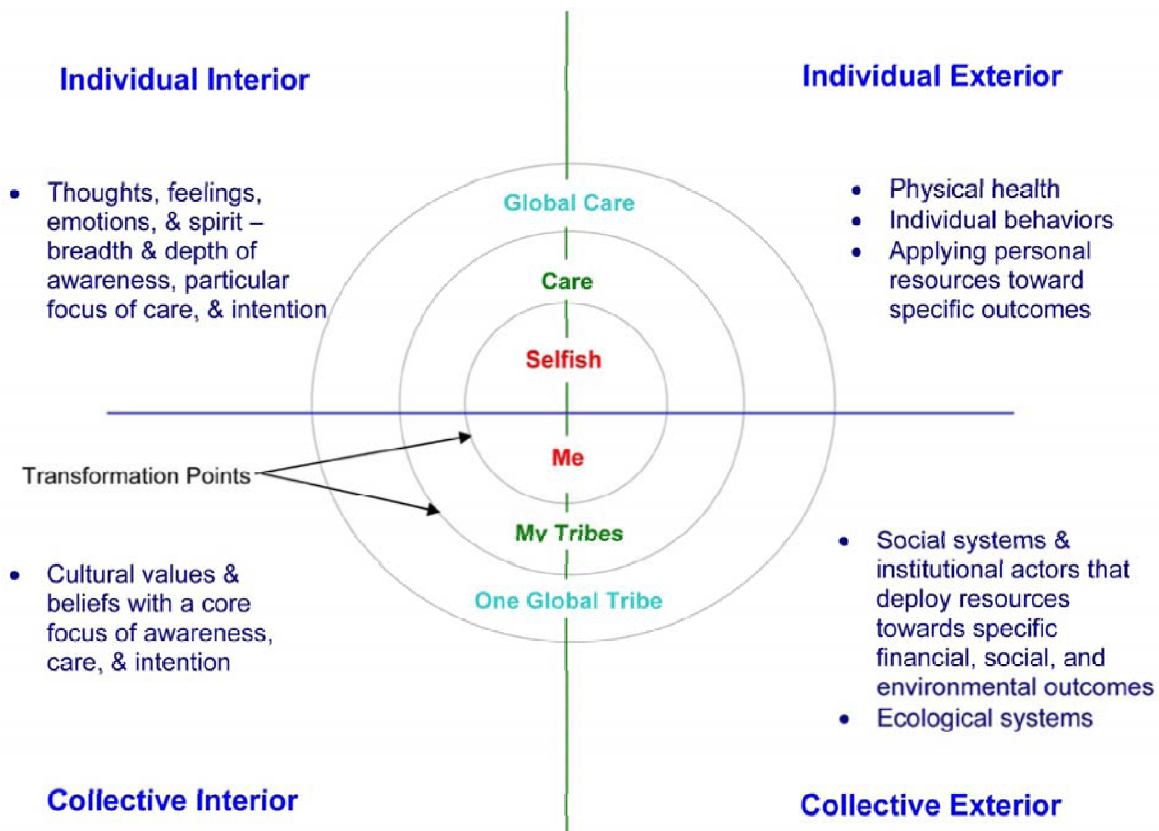 Individual Interior
Individual Exterior
• Thoughts, feelings,
emotions, & spirit –
breadth & depth of
awareness, particular
focus of care, & intention
• Physical health
• Individual behaviors
• Applying personal
resources toward
specific outcomes
Global Care
Care
Selfish
Me
Mv Tribes
One Global Tribe
Transformation Points
• Cultural values &
beliefs with a core
focus of awareness,
care, & intention
• Social systems &
institutional actors that
deploy resources
towards specific
financial, social, and
environmental outcomes
• Ecological systems
Collective Interior
Collective Exterior